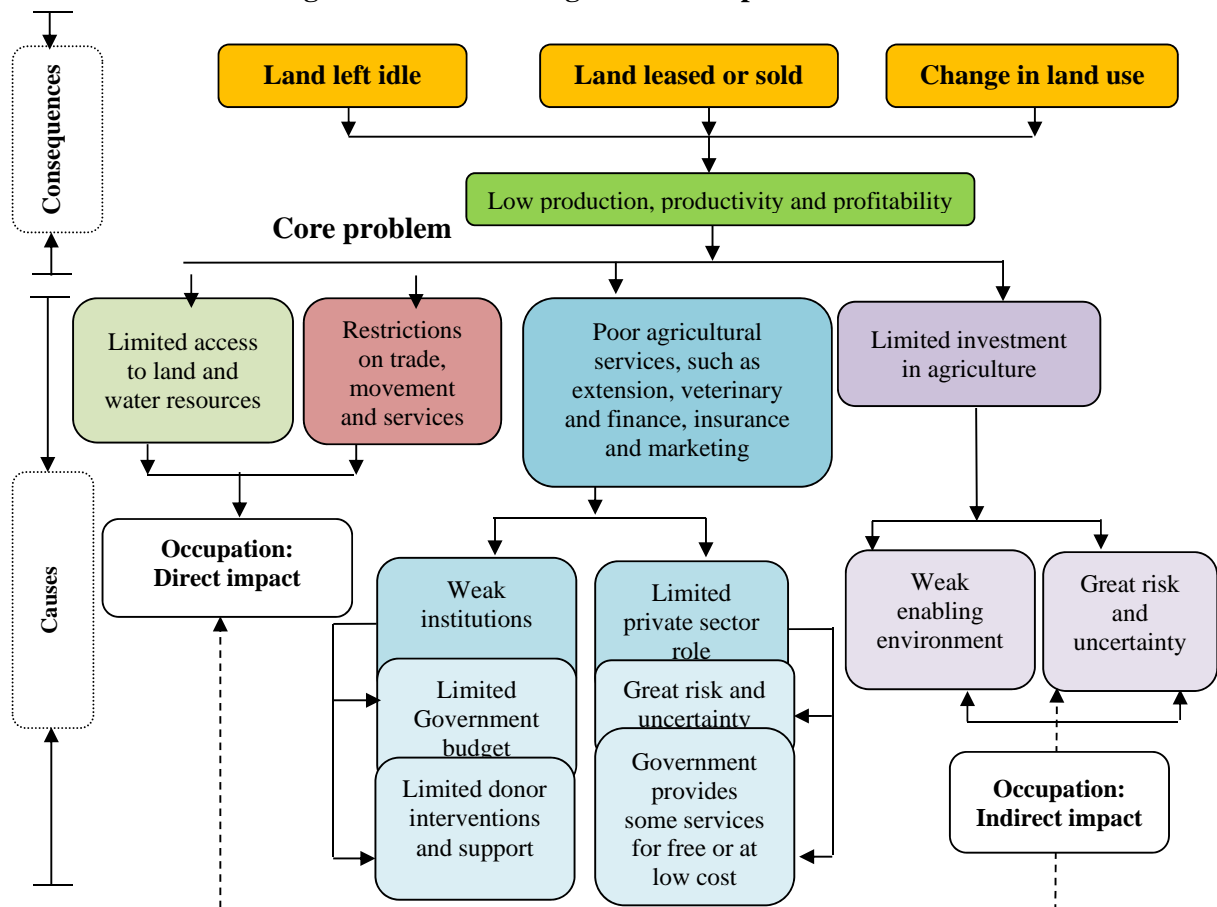 Consequences
Land left idle
Land leased or sold
Change in land use
Low production, productivity and profitability
Core problem
Limited access
to land and
water resources
Restrictions
on trade,
movement
and services
Poor agricultural
services, such as
extension, veterinary
and finance, insurance
and marketing
Limited investment
in agriculture
Causes
Occupation:
Direct impact
Weak
institutions
Limited
Government
budget
Limited donor
interventions
and support
Limited
private sector
role
Great risk and
uncertainty
Government
provides
some services
for free or at
low cost
Weak
enabling
environment
Great risk
and
uncertainty
Occupation:
Indirect impact